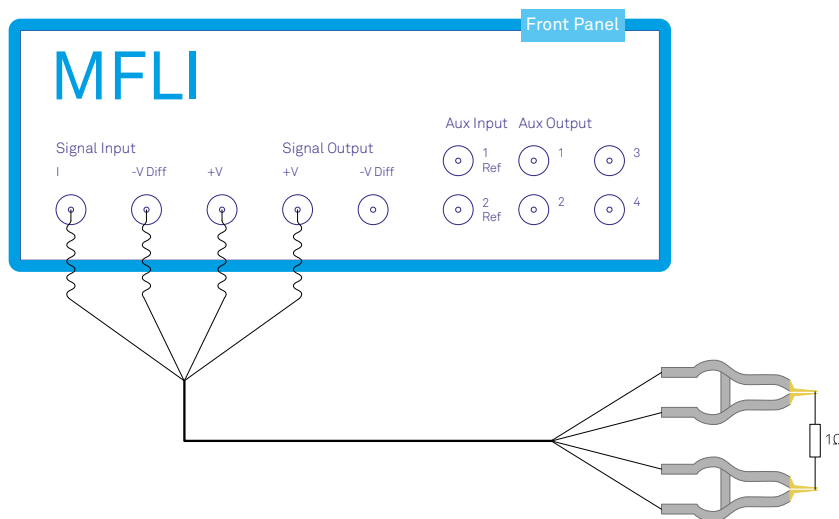 Front Panel
MFLI
Aux Input Aux Output
Signal Input Signal Output
1 Ref 1 3
I -V Diff +V +V -V Diff
2 Ref 2 4
1Ω